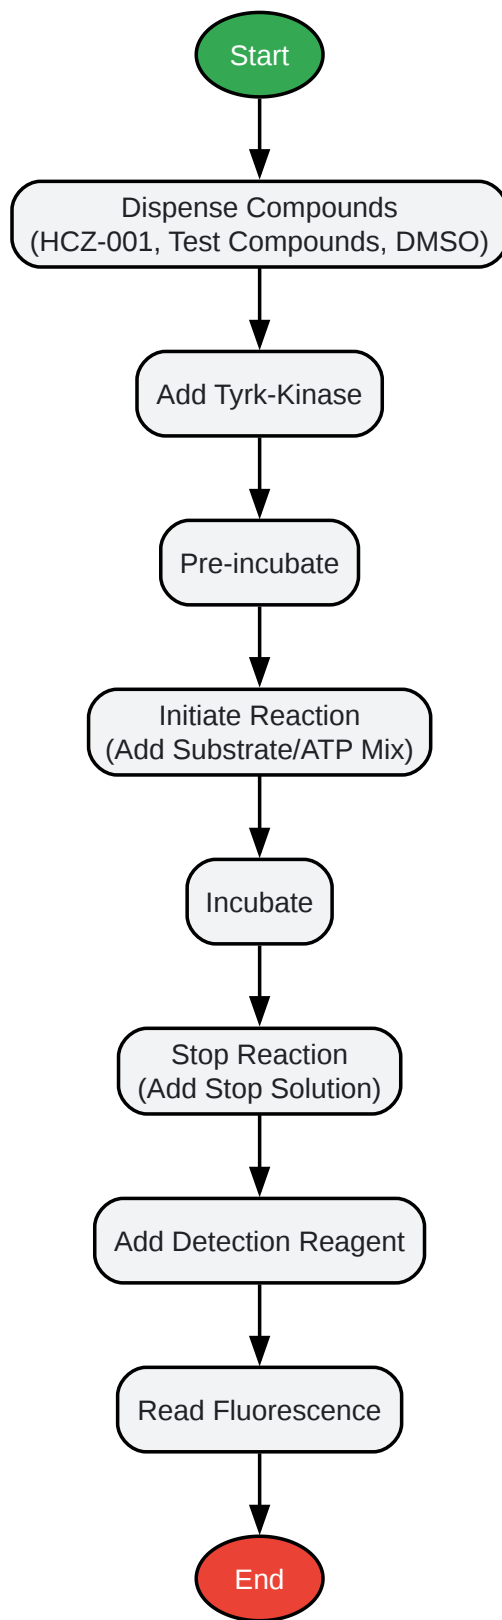 Start
Dispense Compounds
(HCZ-001, Test Compounds, DMSO)
Add Tyrk-Kinase
Pre-incubate
Initiate Reaction
(Add Substrate/ATP Mix)
Incubate
Stop Reaction
(Add Stop Solution)
Add Detection Reagent
Read Fluorescence
End